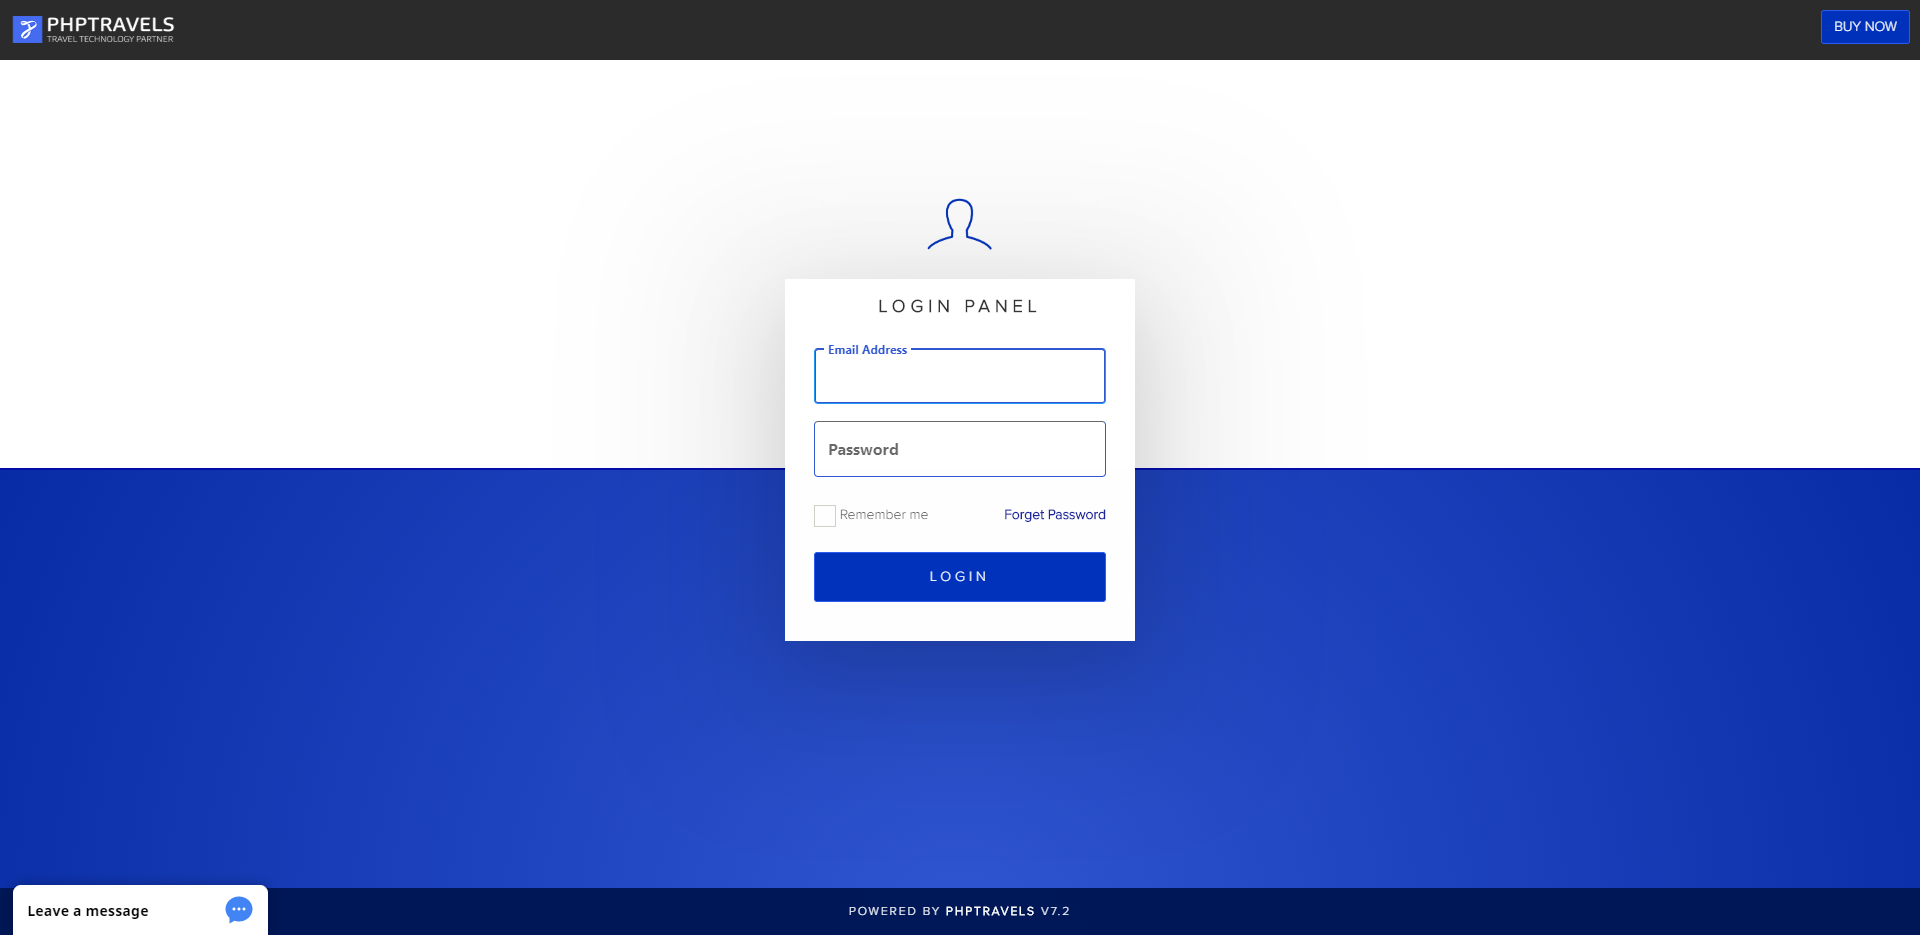 PHPTRAVELS
TRAVEL TECHNOLOGY PARTNER
BUY NOW
LOGIN PANEL
Email Address
Password
Remember me
Forget Password
LOGIN
Leave a message
POWERED BY PHPTRAVELS V7.2